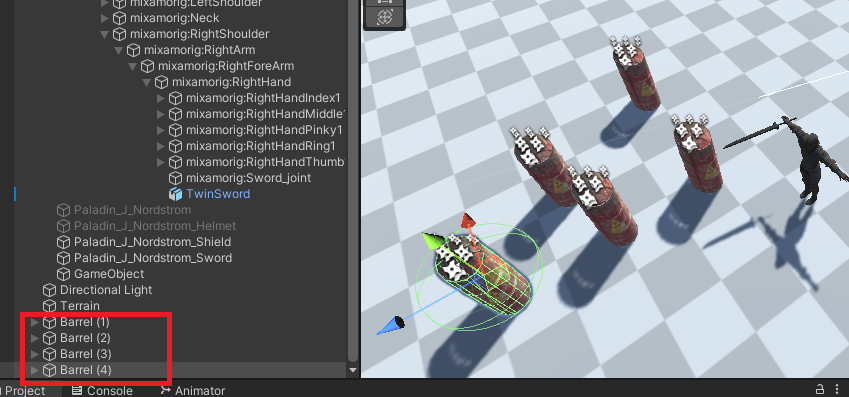 mixamorig:LeftShoulder
mixamorig:Neck
mixamorig:RightShoulder
mixamorig:RightArm
mixamorig:RightForeArm
mixamorig:RightHand
mixamorig:RightHandIndex1
mixamorig:RightHandMiddle1
mixamorig:RightHandPinky1
mixamorig:RightHandRing1
mixamorig:RightHandThumb
mixamorig:Sword_joint
TwinSword
Paladin_J_Nordstrom
Paladin_J_Nordstrom_Helmet
Paladin_J_Nordstrom_Shield
Paladin_J_Nordstrom_Sword
GameObject
Directional Light
Terrain
Barrel (1)
Barrel (2)
Barrel (3)
Barrel (4)
Project Console Animator